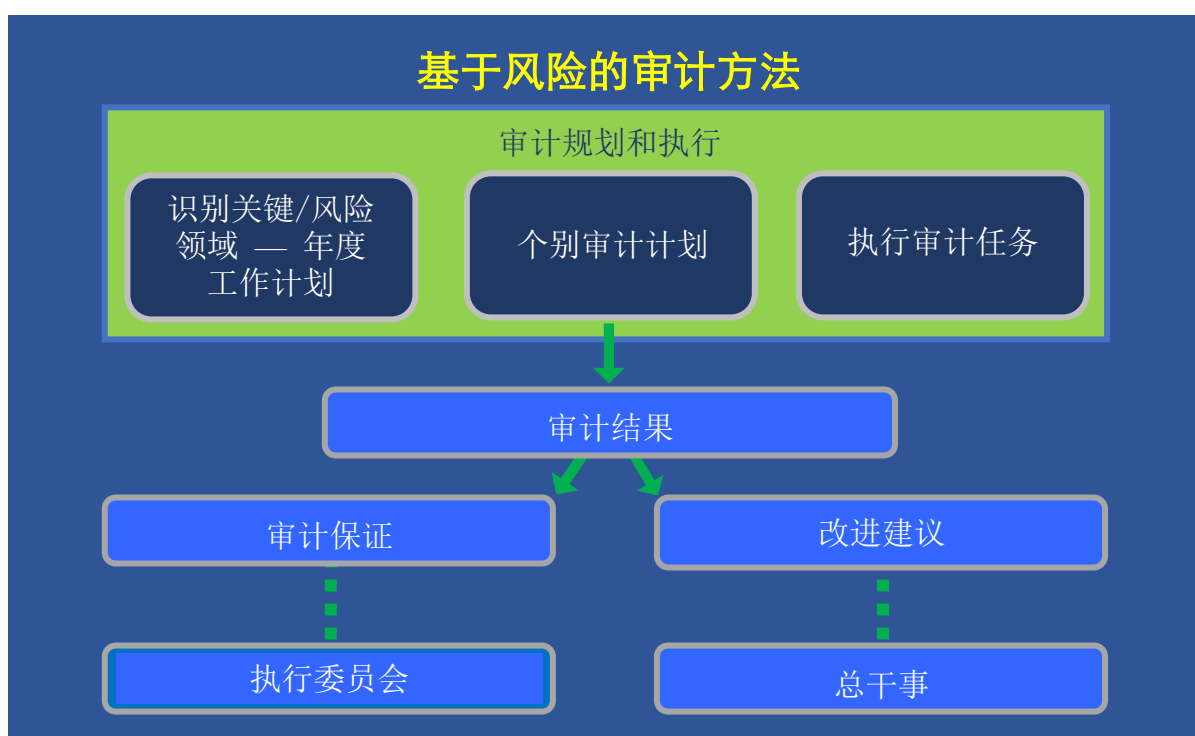 基于风险的审计方法
审计规划和执行
识别关键/风险
领域 — 年度
工作计划
个别审计计划
执行审计任务
审计结果
审计保证
改进建议
执行委员会
总干事